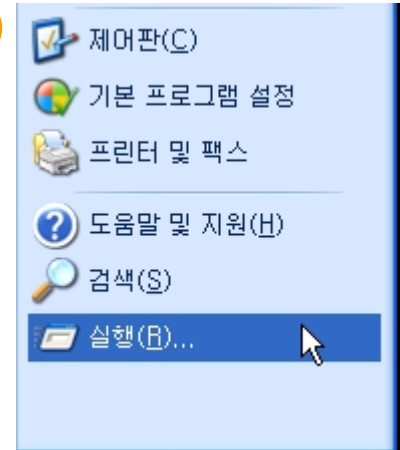 제어판(C)
기본 프로그램 설정
프린터 및 팩스
도움말 및 지원(H)
검색(S)
실행(R)...